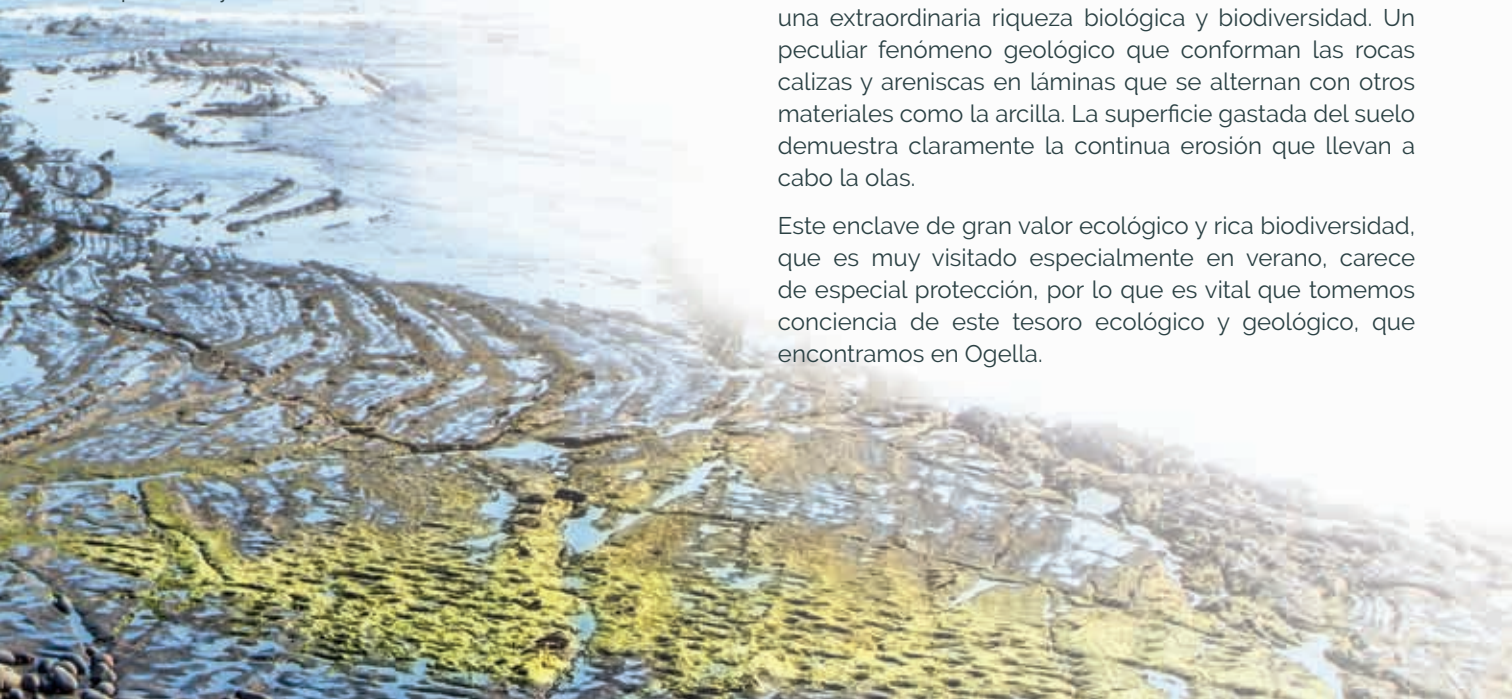 una extraordinaria riqueza biológica y biodiversidad. Un
peculiar fenómeno geológico que conforman las rocas
calizas y areniscas en láminas que se alternan con otros
materiales como la arcilla. La superficie gastada del suelo
demuestra claramente la continua erosión que llevan a
cabo la olas.
Este enclave de gran valor ecológico y rica biodiversidad,
que es muy visitado especialmente en verano, carece
de especial protección, por lo que es vital que tomemos
conciencia de este tesoro ecológico y geológico, que
encontramos en Ogella.